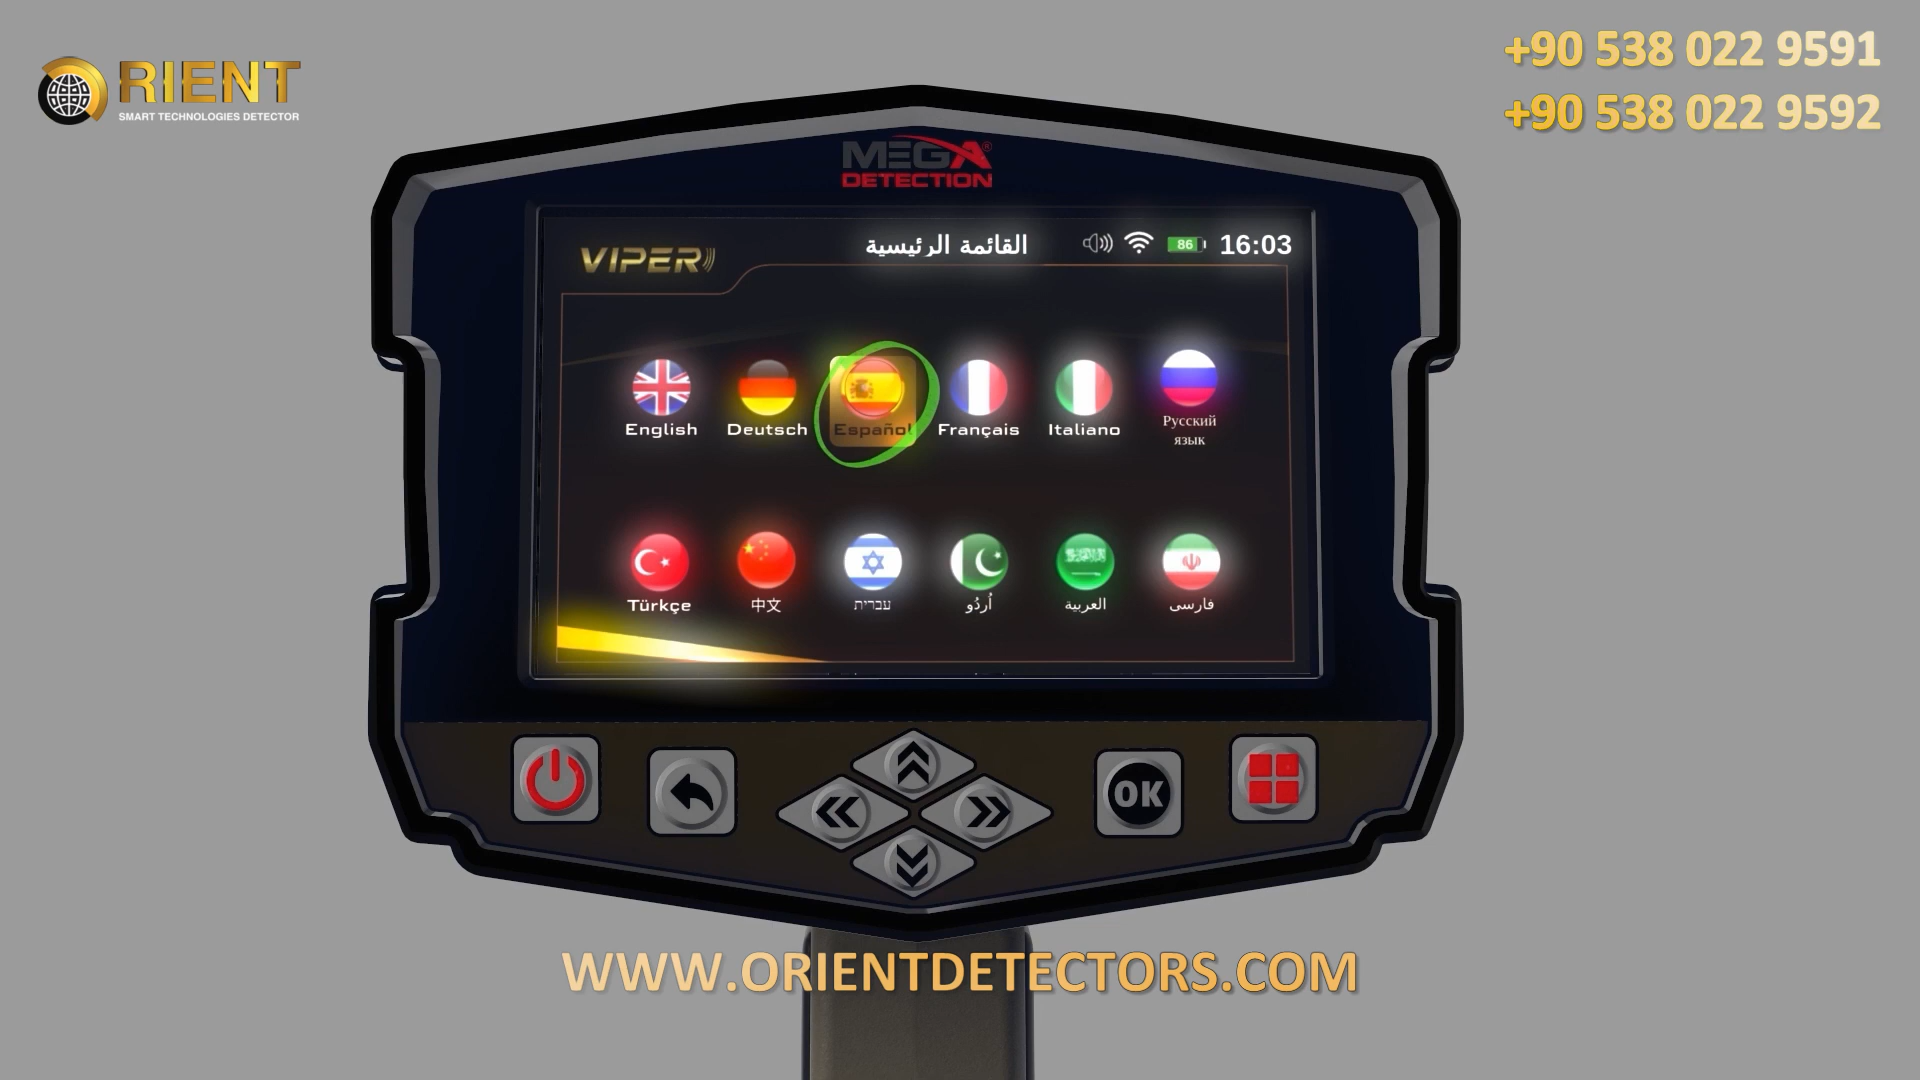 ORIENT
SMART TECHNOLOGIES DETECTOR
+90 538 022 9591
+90 538 022 9592
MEGA®
DETECTION
VIPER
القائمة الرئيسية
86
16:03
English
Deutsch
Español
Français
Italiano
Русский
язык
Türkçe
中文
עברית
اُردُو
العربية
فارسی
OK
WWW.ORIENTDETECTORS.COM